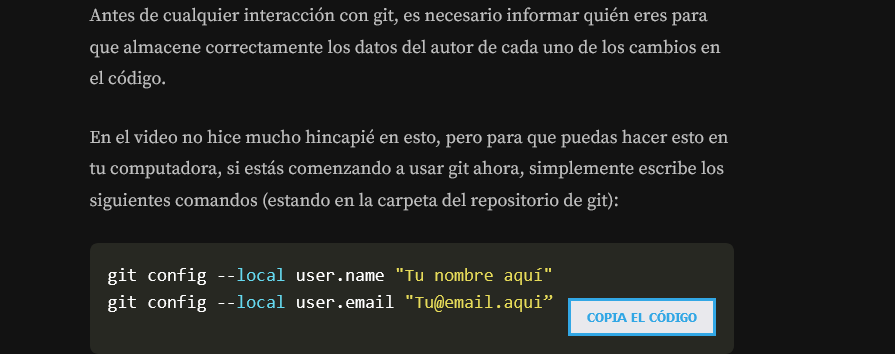 Antes de cualquier interacción con git, es necesario informar quién eres para
que almacene correctamente los datos del autor de cada uno de los cambios en
el código.
En el video no hice mucho hincapié en esto, pero para que puedas hacer esto en
tu computadora, si estás comenzando a usar git ahora, simplemente escribe los
siguientes comandos (estando en la carpeta del repositorio de git):
git config --local user.name "Tu nombre aquí"
git config --local user.email "Tu@email.aqui”
COPIA EL CÓDIGO